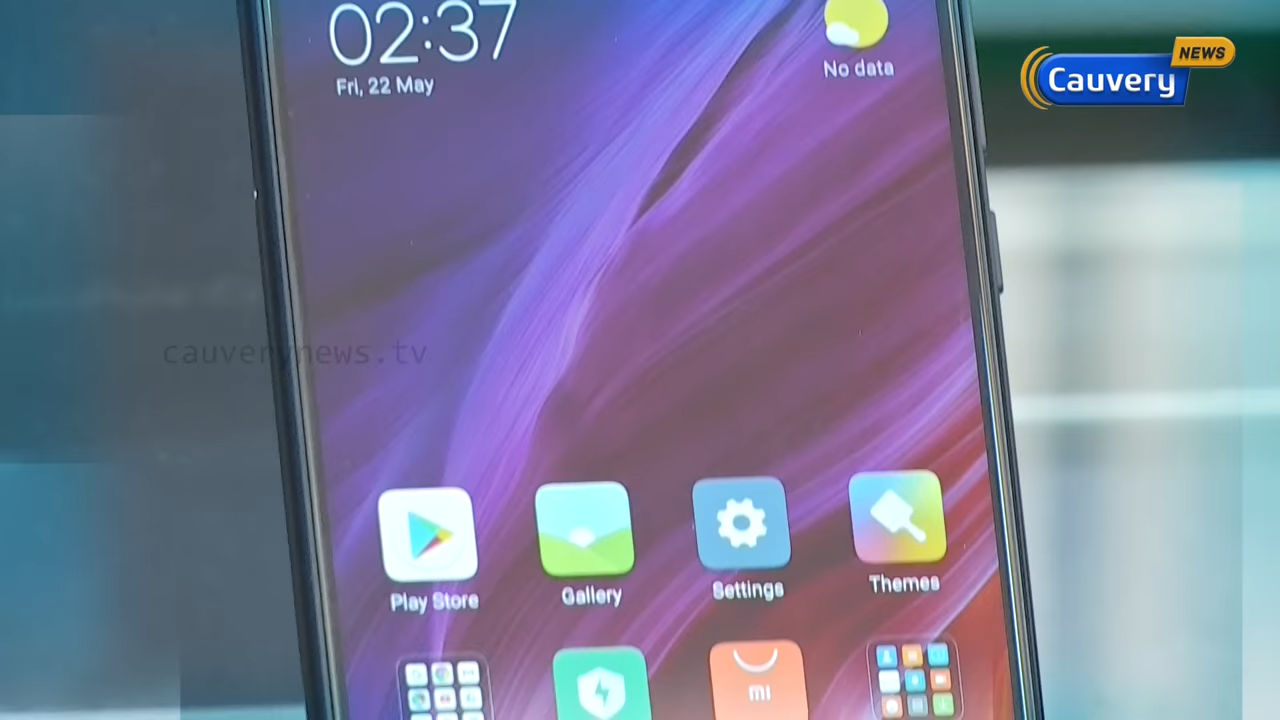 02:37
Fri, 22 May
No data
NEWS
Cauvery
cauverynews.tv
Play Store
Gallery
Settings
Themes
mi